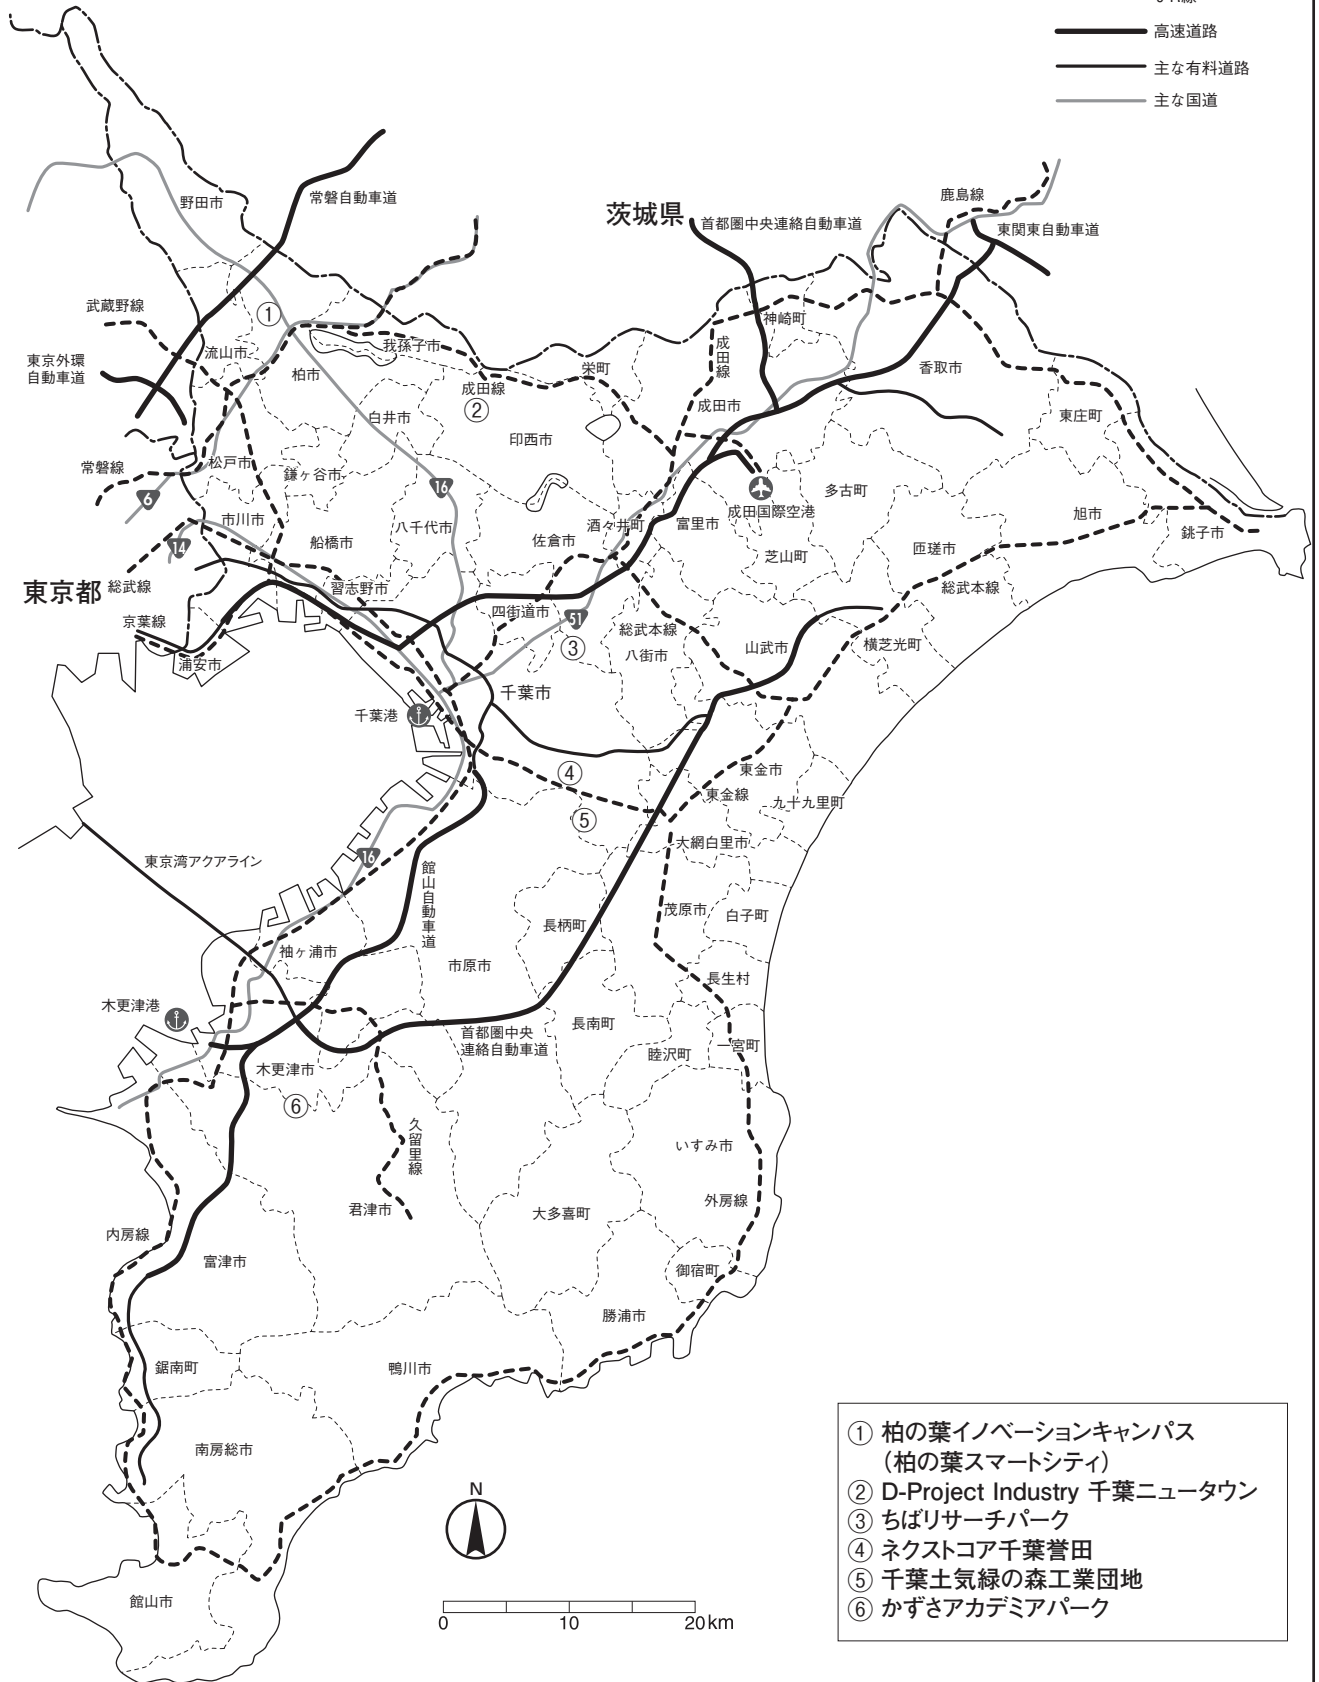 高速道路
主な有料道路
主な国道
常磐自動車道
野田市
茨城県
首都圏中央連絡自動車道
鹿島線
東関東自動車道
武蔵野線
①
神崎町
流山市
我孫子市
成田線
東京外環
自動車道
柏市
栄町
香取市
成田線
②
成田市
東庄町
白井市
印西市
常磐線
松戸市
鎌ヶ谷市
6
16
多古町
成田国際空港
市川市
船橋市
八千代市
佐倉市
酒々井町
富里市
旭市
銚子市
14
芝山町
匝瑳市
東京都
総武線
習志野市
総武本線
四街道市
51
京葉線
総武本線
③
八街市
山武市
横芝光町
浦安市
千葉市
千葉港
④
東金市
東金線
九十九里町
⑤
大網白里市
東京湾アクアライン
16
館山自動車道
長柄町
茂原市
白子町
袖ヶ浦市
市原市
長生村
木更津港
首都圏中央
連絡自動車道
長南町
睦沢町
一宮町
木更津市
⑥
久留里線
いすみ市
君津市
大多喜町
外房線
内房線
富津市
御宿町
勝浦市
鋸南町
鴨川市
南房総市
館山市
N
0 10 20km
① 柏の葉イノベーションキャンパス
（柏の葉スマートシティ）
② D-Project Industry 千葉ニュータウン
③ ちばリサーチパーク
④ ネクストコア千葉誉田
⑤ 千葉土気緑の森工業団地
⑥ かずさアカデミアパーク